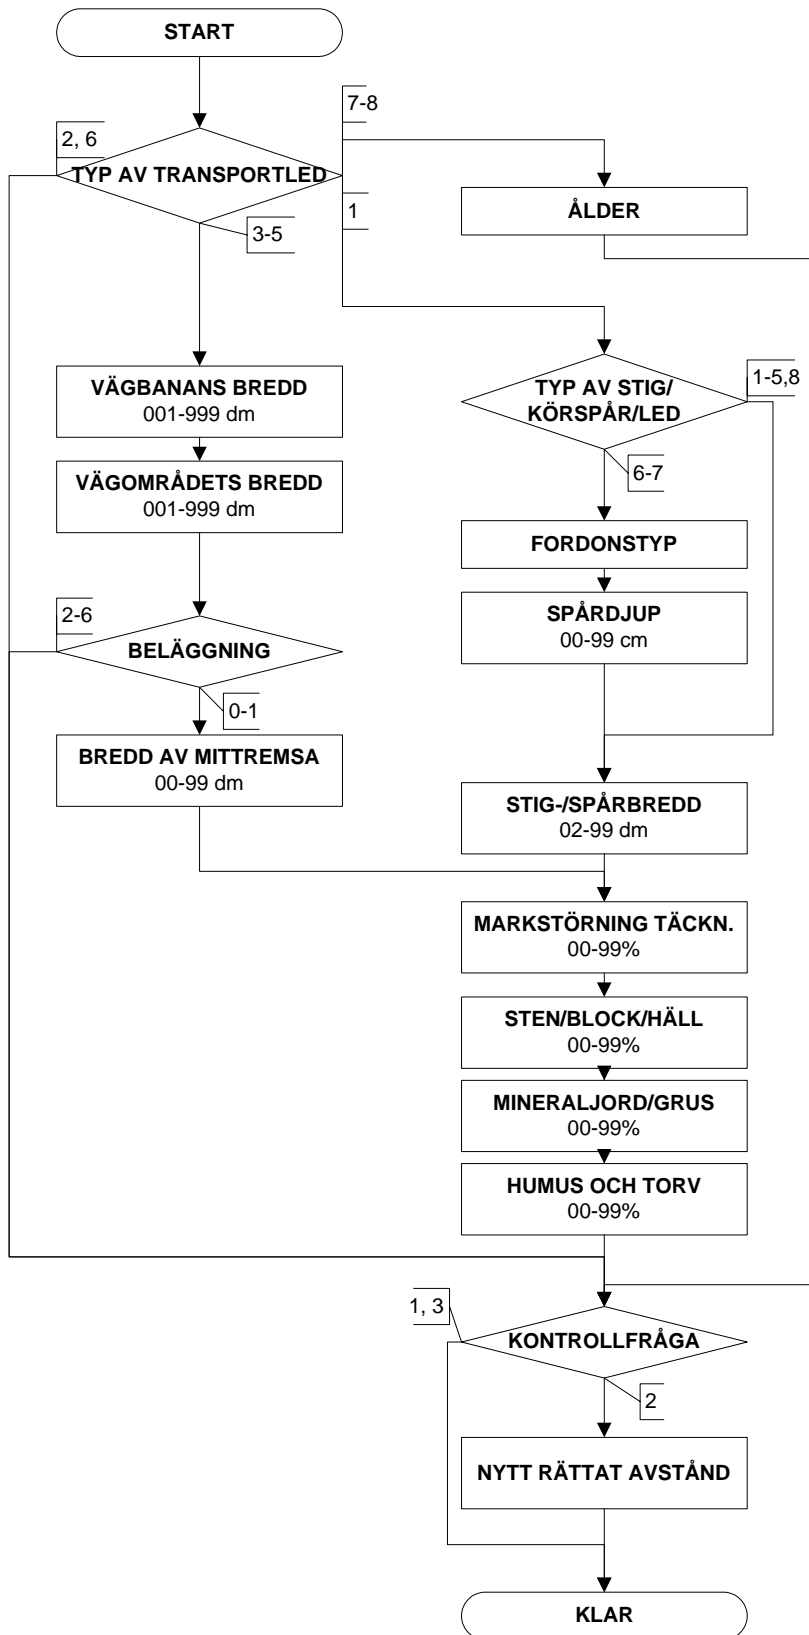 START
7-8
2, 6
TYP AV TRANSPORTLED
1
ÅLDER
3-5
VÄGBANANS BREDD
001-999 dm
TYP AV STIG/
KÖRSPÅR/LED
1-5,8
6-7
VÄGOMRÅDETS BREDD
001-999 dm
FORDONSTYP
2-6
BELÄGGNING
SPÅRDJUP
00-99 cm
0-1
BREDD AV MITTREMSA
00-99 dm
STIG-/SPÅRBREDD
02-99 dm
MARKSTÖRNING TÄCKN.
00-99%
STEN/BLOCK/HÄLL
00-99%
MINERALJORD/GRUS
00-99%
HUMUS OCH TORV
00-99%
1, 3
KONTROLLFRÅGA
2
NYTT RÄTTAT AVSTÅND
KLAR